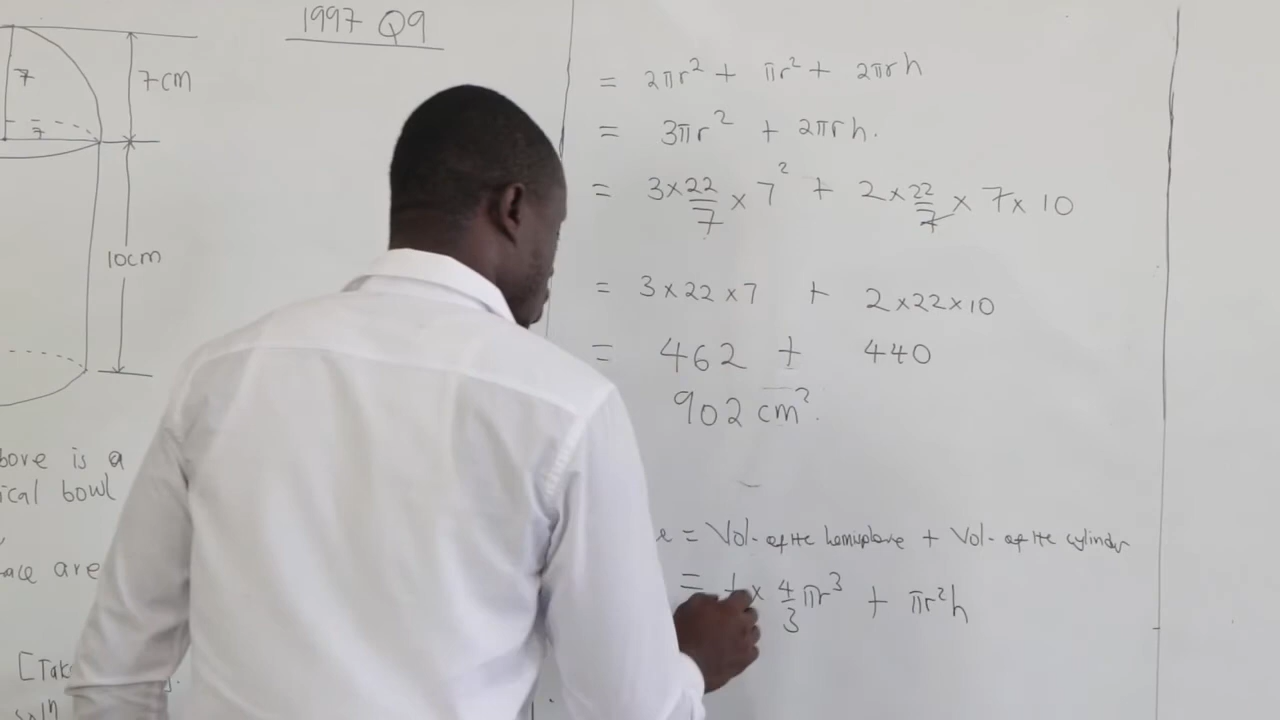 1997 Q9
7
7cm
7
10cm
bove is a
ical bowl
ace are
[Tak
soln
= 2πr² + πr² + 2πrh
= 3πr² + 2πrh.
= 3×22/7 × 7² + 2×22/7 × 7×10
= 3×22×7 + 2×22×10
= 462 + 440
902 cm².
e = Vol. of the hemisphere + Vol. of the cylinder
= × 4/3 πr³ + πr²h